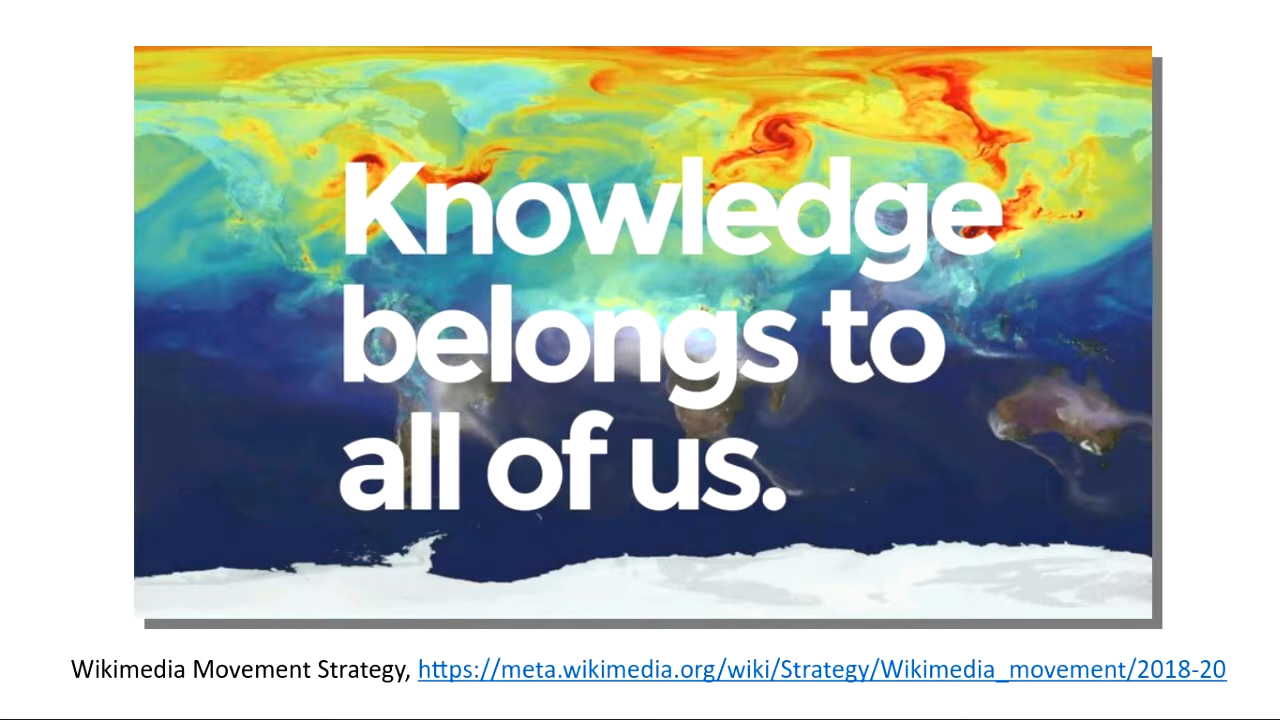 Knowledge
belongs to
all of us.
Wikimedia Movement Strategy, https://meta.wikimedia.org/wiki/Strategy/Wikimedia_movement/2018-20